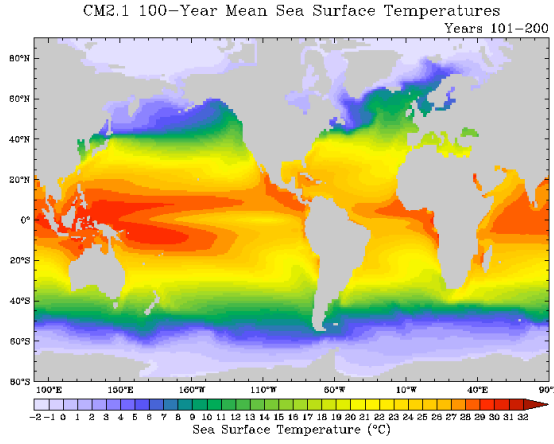 CM2.1 100-Year Mean Sea Surface Temperatures
Years 101-200
80°N
60°N
40°N
20°N
0°
20°S
40°S
60°S
80°S
100°E 150°E 160°W 110°W 60°W 10°W 40°E 90°E
-2 -1 0 1 2 3 4 5 6 7 8 9 10 11 12 13 14 15 16 17 18 19 20 21 22 23 24 25 26 27 28 29 30 31 32
Sea Surface Temperature (°C)